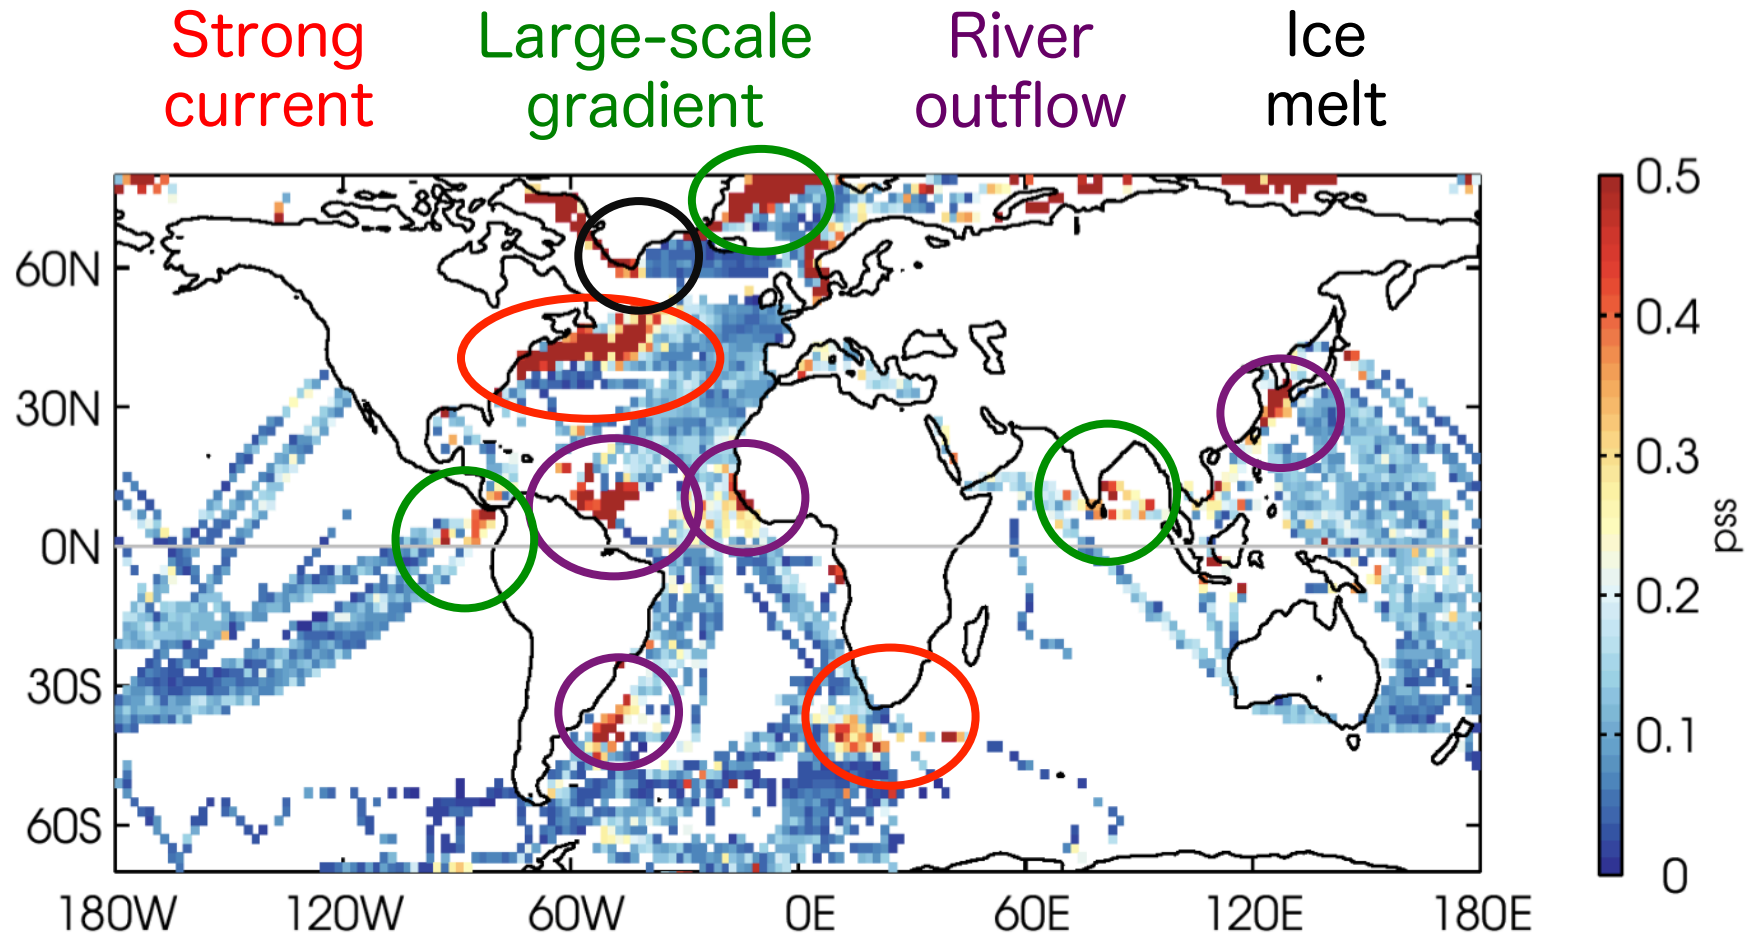 Strong current
Large-scale gradient
River outflow
Ice melt
60N
30N
0N
30S
60S
180W 120W 60W 0E 60E 120E 180E
0.5
0.4
0.3
0.2
0.1
0
pss